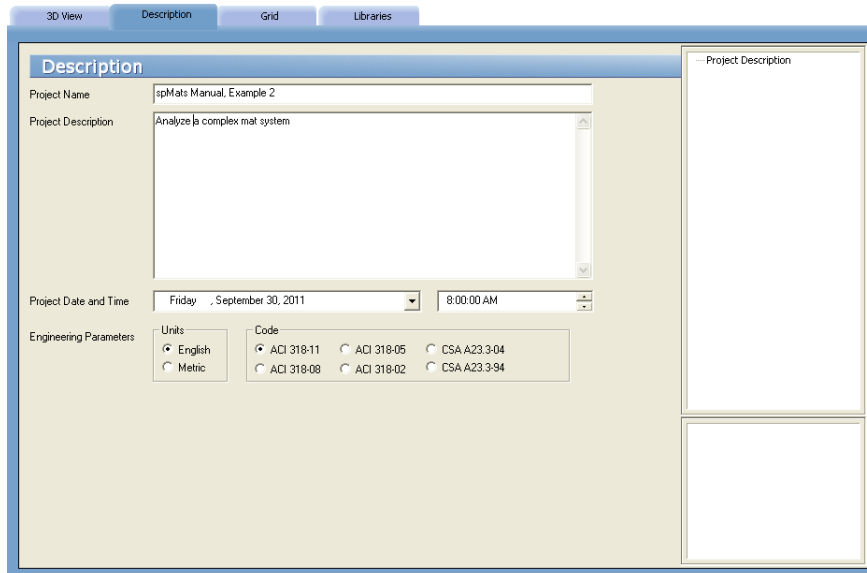 3D View Description Grid Libraries
Description
Project Description
Project Name spMats Manual, Example 2
Project Description Analyze a complex mat system
Project Date and Time Friday , September 30, 2011 8:00:00 AM
Engineering Parameters Units Code
English ACI 318-11 ACI 318-05 CSA A23.3-04
Metric ACI 318-08 ACI 318-02 CSA A23.3-94